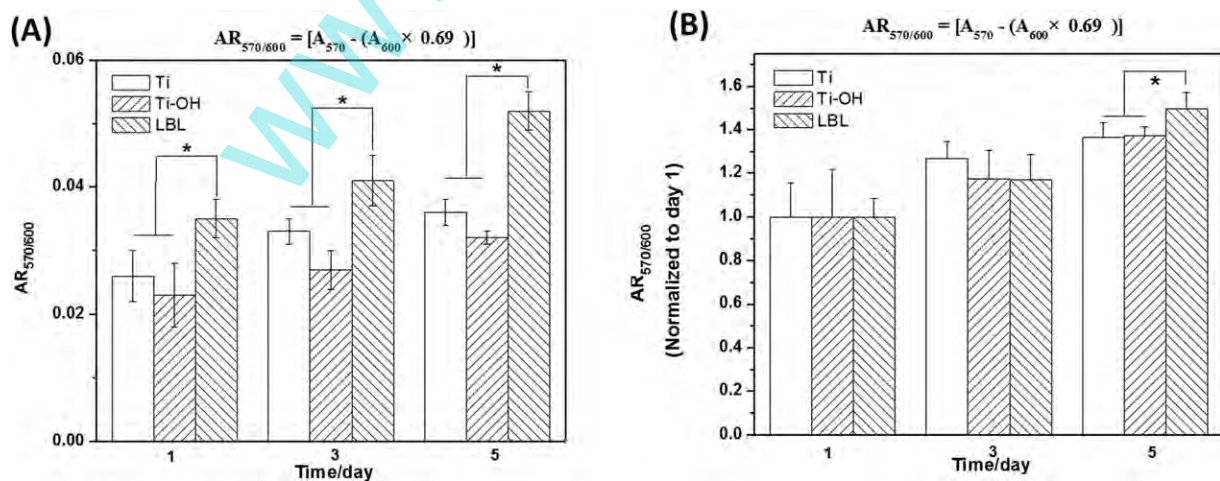 (A)
AR570/600 = [A570 - (A600 × 0.69 )]
0.06
0.04
0.02
0.00
AR570/600
Ti
Ti-OH
LBL
*
*
*
1
3
5
Time/day
(B)
AR570/600 = [A570 - (A600 × 0.69 )]
1.6
1.4
1.2
1.0
0.8
0.6
0.4
0.2
0.0
AR570/600
(Normalized to day 1)
Ti
Ti-OH
LBL
*
1
3
5
Time/day